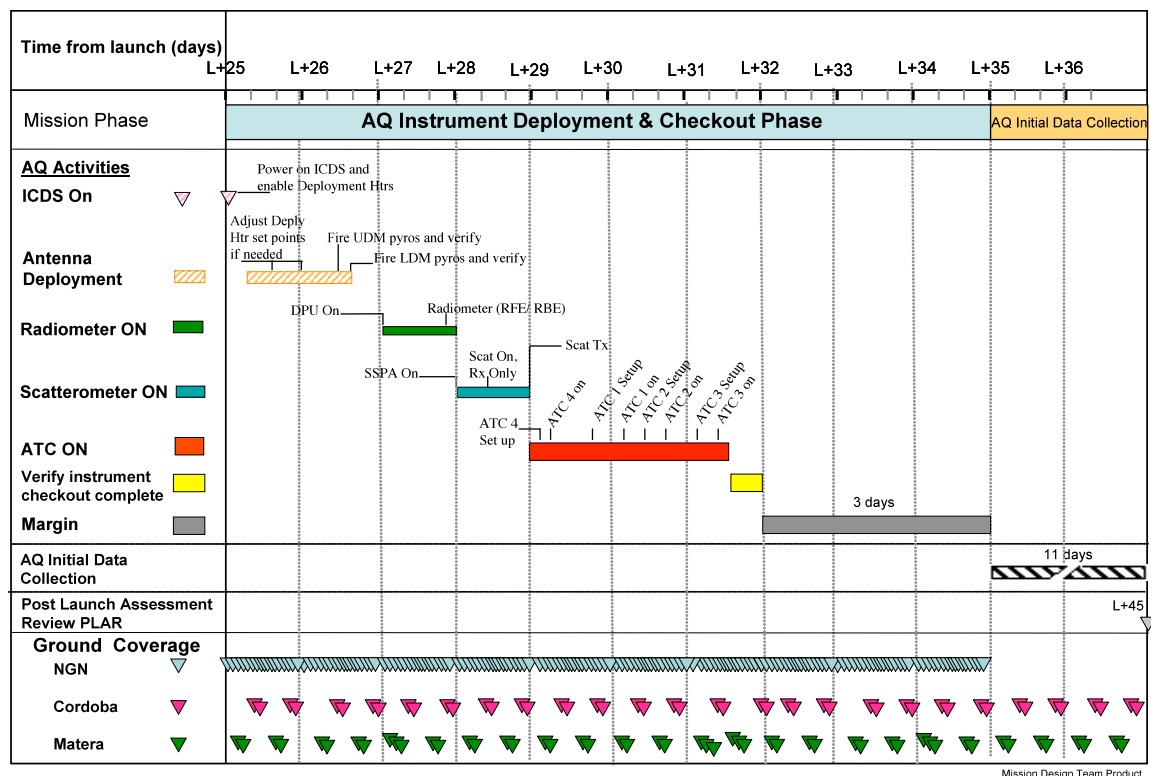 Time from launch (days)
L+25 L+26 L+27 L+28 L+29 L+30 L+31 L+32 L+33 L+34 L+35 L+36
Mission Phase
AQ Instrument Deployment & Checkout Phase
AQ Initial Data Collection
AQ Activities
ICDS On
Power on ICDS and
enable Deployment Htrs
Adjust Deply
Htr set points
if needed
Fire UDM pyros and verify
Fire LDM pyros and verify
Antenna
Deployment
DPU On
Radiometer (RFE/ RBE)
Radiometer ON
Scat Tx
Scat On,
Rx Only
SSPA On
Scatterometer ON
ATC 4 on
ATC 1 Setup
ATC 1 on
ATC 2 Setup
ATC 2 on
ATC 3 Setup
ATC 3 on
ATC 4
Set up
ATC ON
Verify instrument
checkout complete
3 days
Margin
AQ Initial Data
Collection
11 days
Post Launch Assessment
Review PLAR
L+45
Ground Coverage
NGN
Cordoba
Matera
Mission Design Team Product